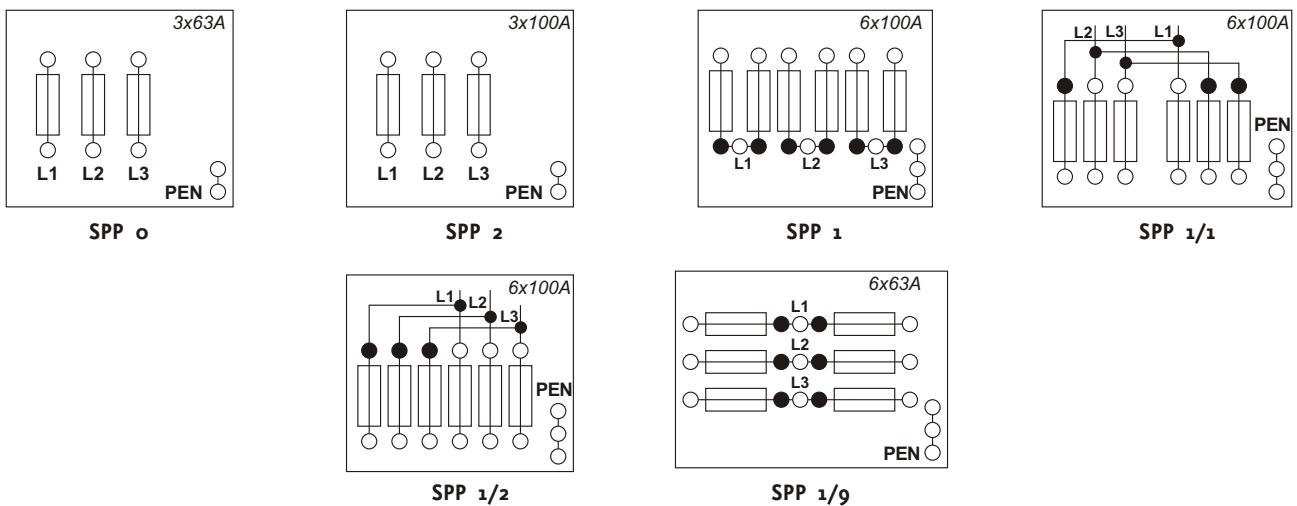 3x63A
L1 L2 L3
PEN
SPP 0
3x100A
L1 L2 L3
PEN
SPP 2
6x100A
L1 L2 L3
PEN
SPP 1
6x100A
L2 L3 L1
PEN
SPP 1/1
6x100A
L1
L2
L3
PEN
SPP 1/2
6x63A
L1
L2
L3
PEN
SPP 1/9